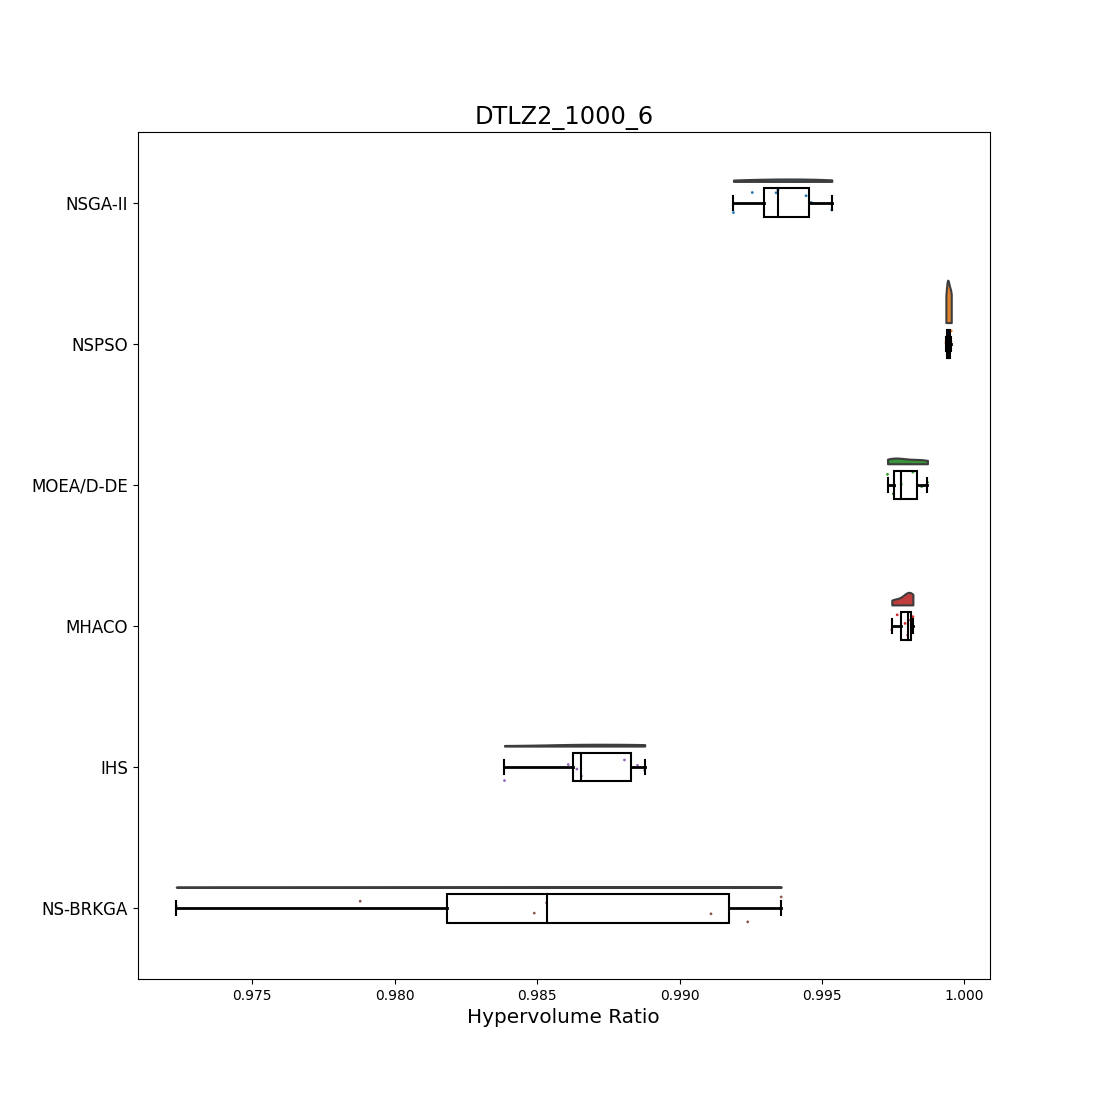 DTLZ2_1000_6
NSGA-II
NSPSO
MOEA/D-DE
MHACO
IHS
NS-BRKGA
0.975 0.980 0.985 0.990 0.995 1.000
Hypervolume Ratio